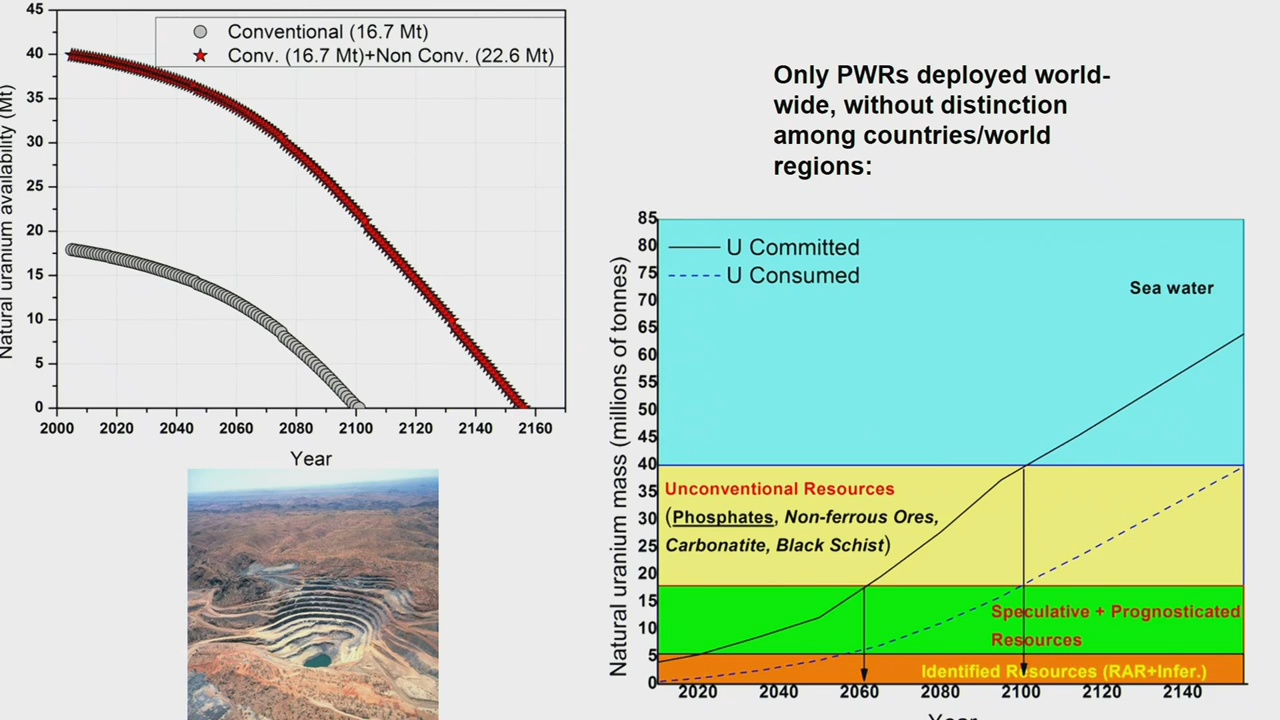 45
40
35
30
25
20
15
10
5
0
Natural uranium availability (Mt)
Conventional (16.7 Mt)
Conv. (16.7 Mt)+Non Conv. (22.6 Mt)
2000 2020 2040 2060 2080 2100 2120 2140 2160
Year
Only PWRs deployed world-
wide, without distinction
among countries/world
regions:
85
80
75
70
65
60
55
50
45
40
35
30
25
20
15
10
5
0
Natural uranium mass (millions of tonnes)
U Committed
U Consumed
Sea water
Unconventional Resources
(Phosphates, Non-ferrous Ores,
Carbonatite, Black Schist)
Speculative + Prognosticated
Resources
Identified Resources (RAR+Infer.)
2020 2040 2060 2080 2100 2120 2140
Year